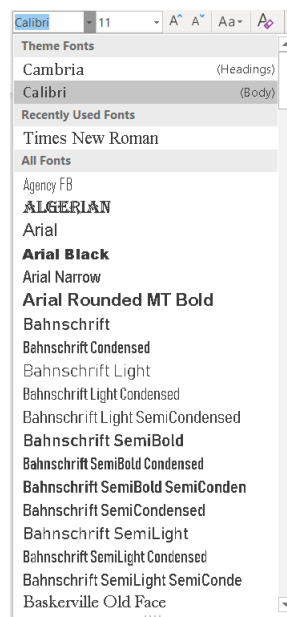 Calibri 11 A A Aa A
Theme Fonts
Cambria (Headings)
Calibri (Body)
Recently Used Fonts
Times New Roman
All Fonts
Agency FB
ALGERIAN
Arial
Arial Black
Arial Narrow
Arial Rounded MT Bold
Bahnschrift
Bahnschrift Condensed
Bahnschrift Light
Bahnschrift Light Condensed
Bahnschrift Light SemiCondensed
Bahnschrift SemiBold
Bahnschrift SemiBold Condensed
Bahnschrift SemiBold SemiConden
Bahnschrift SemiCondensed
Bahnschrift SemiLight
Bahnschrift SemiLight Condensed
Bahnschrift SemiLight SemiConde
Baskerville Old Face